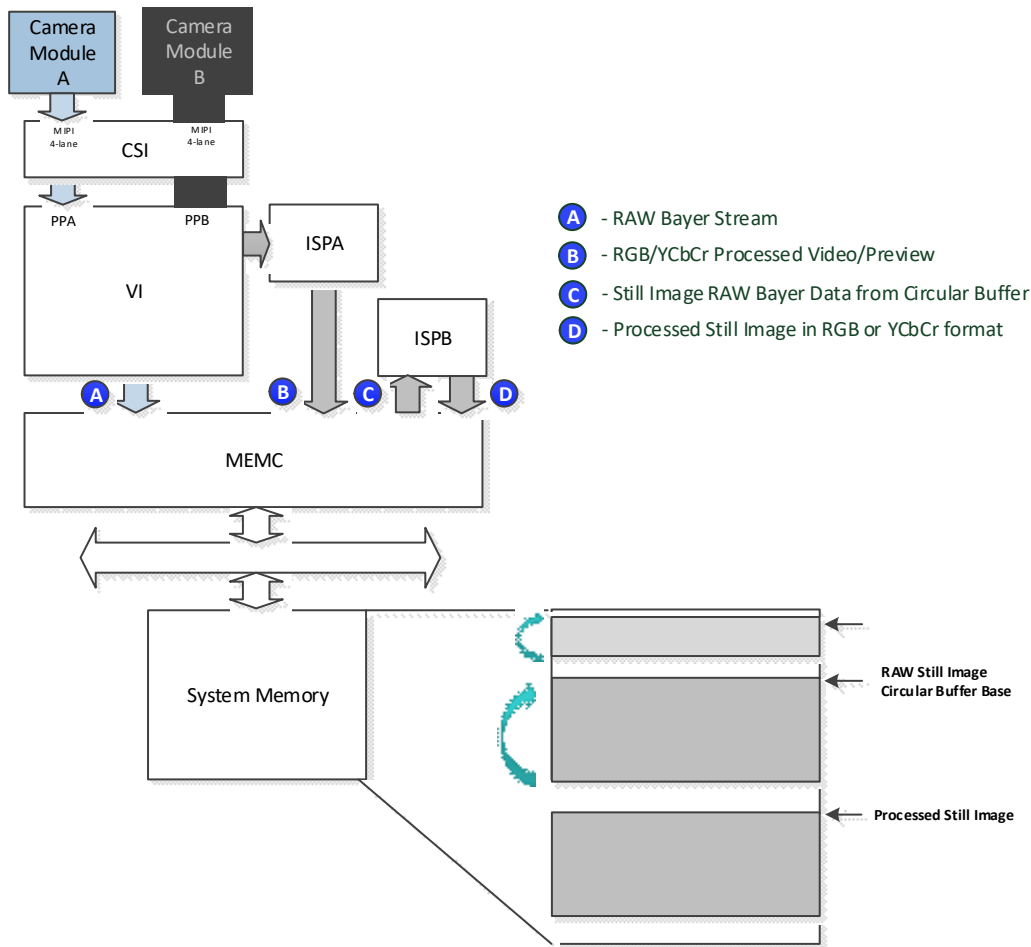 Camera
Module
A
Camera
Module
B
MIPI
4-lane
MIPI
4-lane
CSI
PPA
PPB
VI
ISPA
ISPB
A - RAW Bayer Stream
B - RGB/YCbCr Processed Video/Preview
C - Still Image RAW Bayer Data from Circular Buffer
D - Processed Still Image in RGB or YCbCr format
A
B
C
D
MEMC
System Memory
RAW Still Image
Circular Buffer Base
Processed Still Image